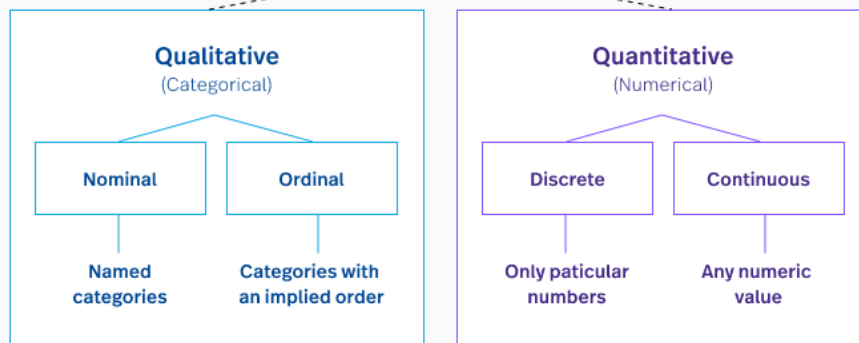 Qualitative
(Categorical)
Nominal
Ordinal
Named
categories
Categories with
an implied order
Quantitative
(Numerical)
Discrete
Continuous
Only paticular
numbers
Any numeric
value